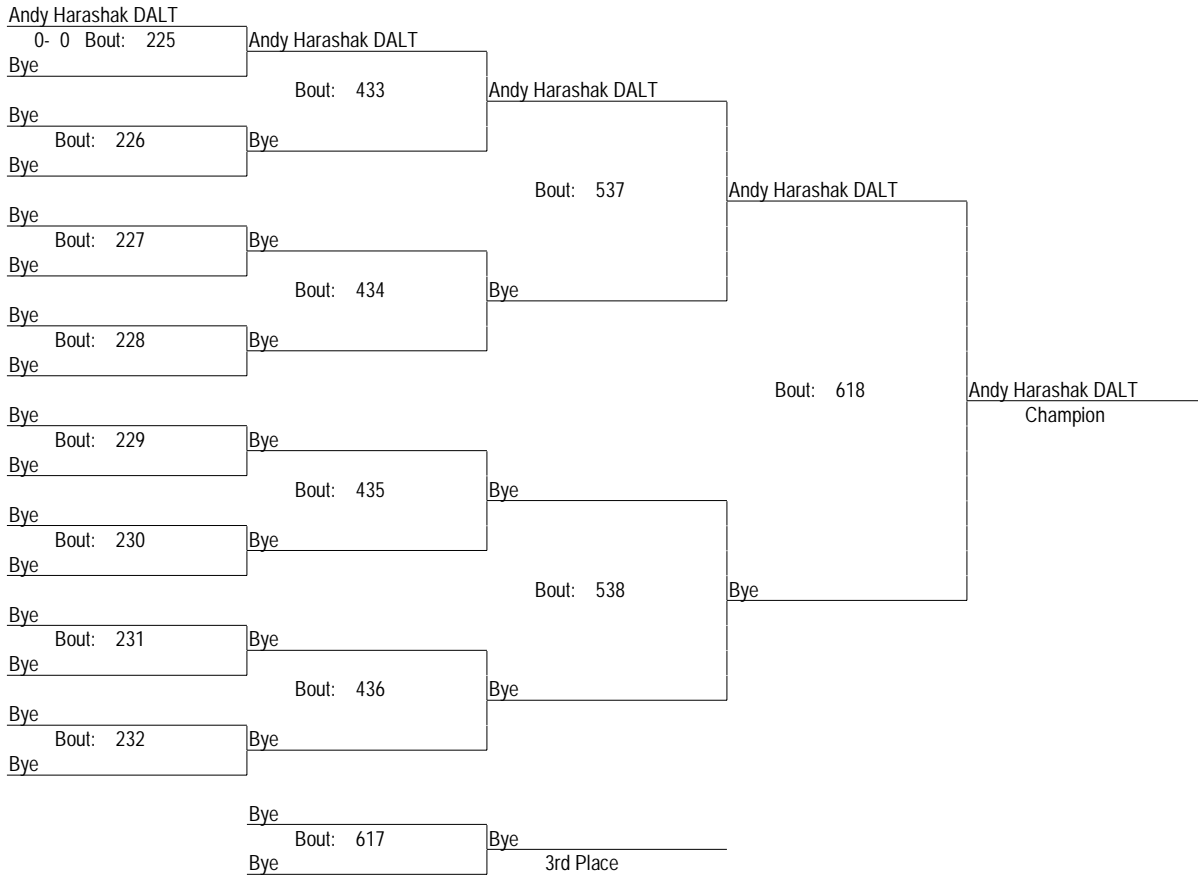 Andy Harashak DALT
0- 0 Bout: 225
Andy Harashak DALT
Bye
Bout: 433
Andy Harashak DALT
Bye
Bout: 226
Bye
Bye
Bout: 537
Andy Harashak DALT
Bye
Bout: 227
Bye
Bye
Bout: 434
Bye
Bye
Bout: 228
Bye
Bye
Bout: 618
Andy Harashak DALT
Champion
Bye
Bout: 229
Bye
Bye
Bout: 435
Bye
Bye
Bout: 230
Bye
Bye
Bout: 538
Bye
Bye
Bout: 231
Bye
Bye
Bout: 436
Bye
Bye
Bout: 232
Bye
Bye
Bye
Bout: 617
Bye
Bye
3rd Place